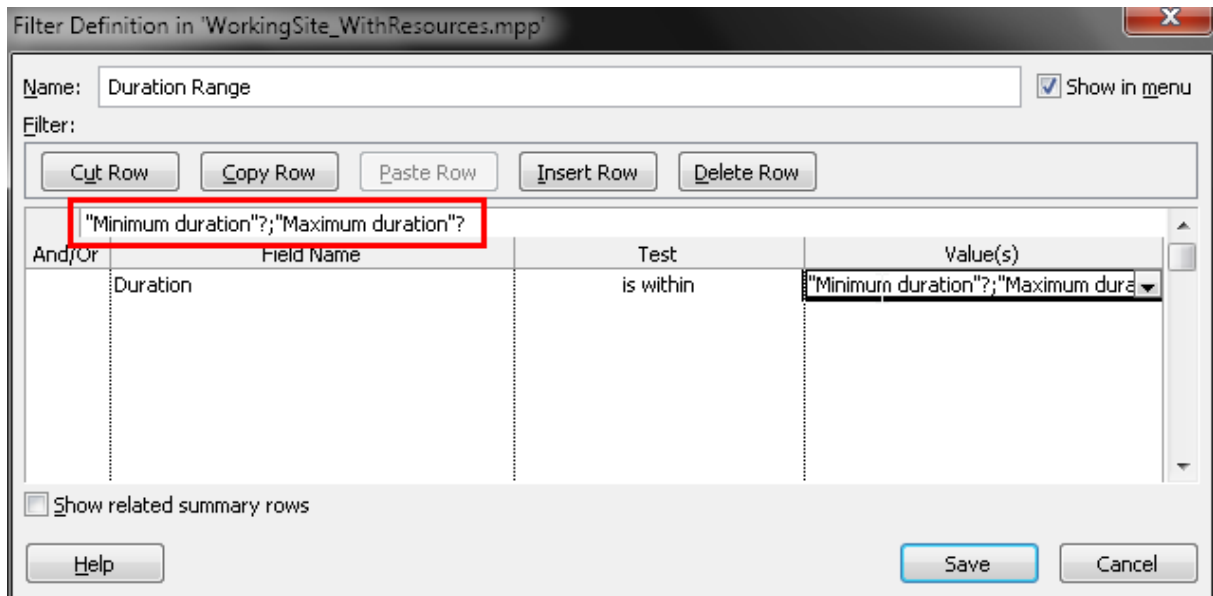 Filter Definition in 'WorkingSite_WithResources.mpp'
Name: Duration Range Show in menu
Filter:
Cut Row Copy Row Paste Row Insert Row Delete Row
"Minimum duration"?;"Maximum duration"?
And/Or Field Name Test Value(s)
Duration is within "Minimum duration"?;"Maximum dura
Show related summary rows
Help Save Cancel